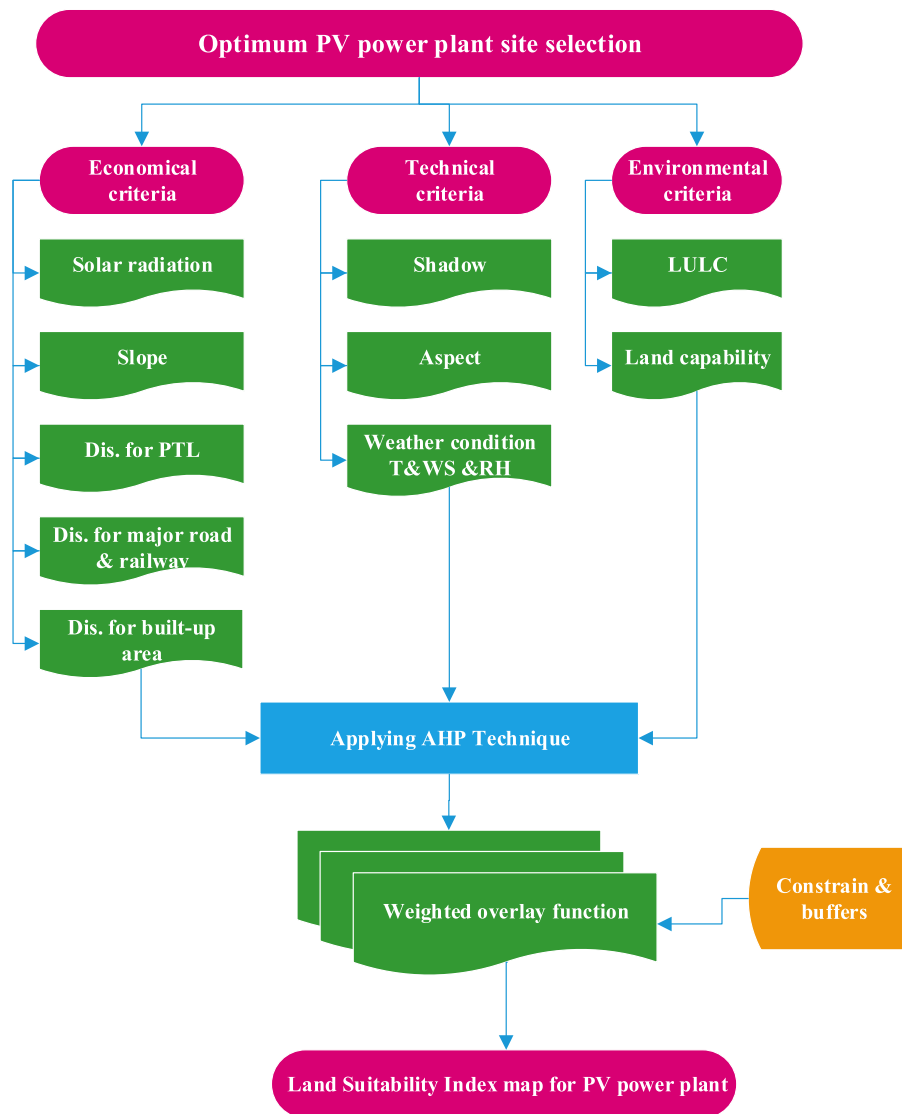 Optimum PV power plant site selection
Economical
criteria
Technical
criteria
Environmental
criteria
Solar radiation
Shadow
LULC
Slope
Aspect
Land capability
Dis. for PTL
Weather condition
T&WS &RH
Dis. for major road
& railway
Dis. for built-up
area
Applying AHP Technique
Weighted overlay function
Constrain &
buffers
Land Suitability Index map for PV power plant